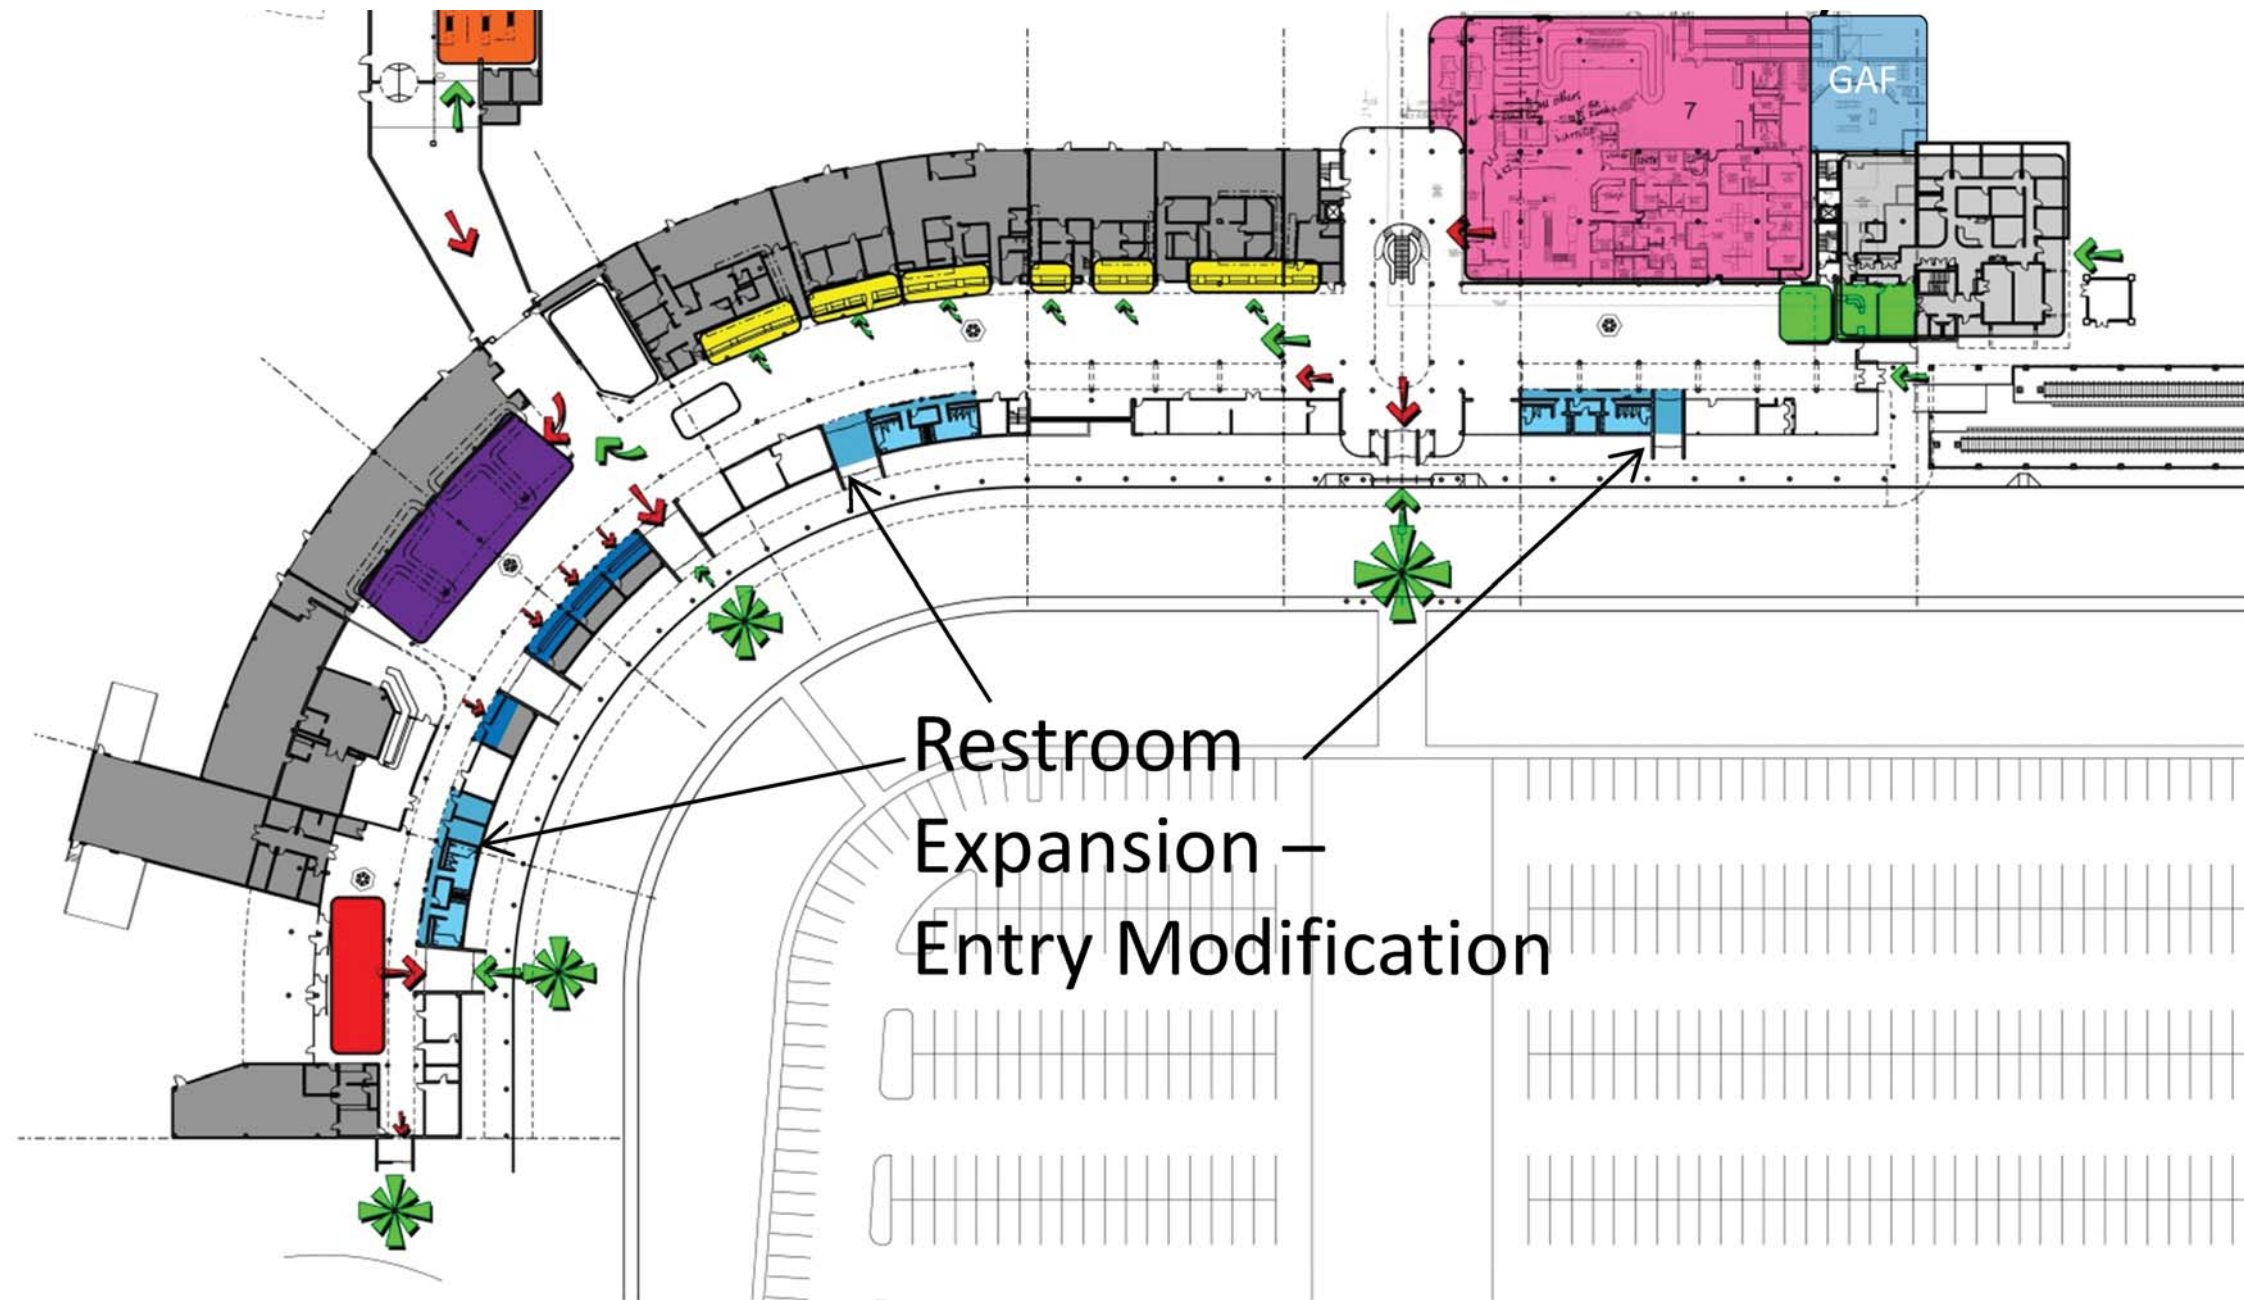 GAF
7
Restroom
Expansion –
Entry Modification